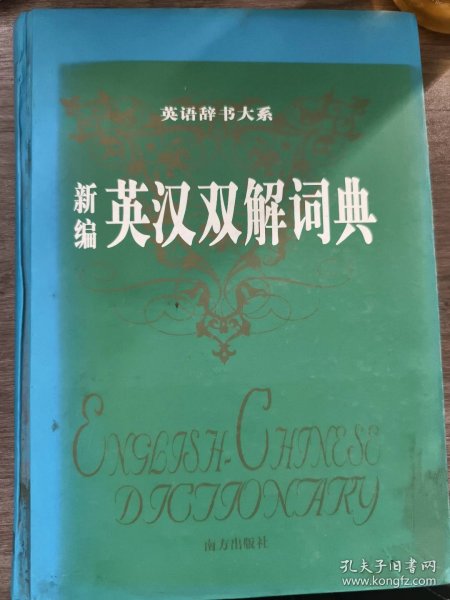 英语辞书大系
新编 英汉双解词典
ENGLISH-CHINESE
DICTIONARY
南方出版社
孔夫子旧书网
www.kongfz.com